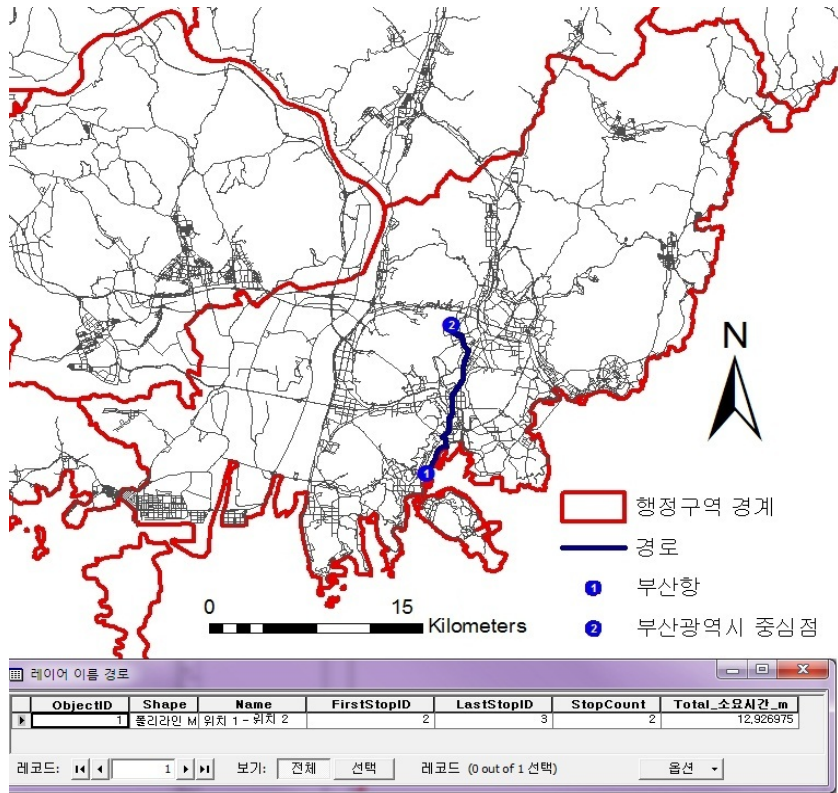 2
N
1
행정구역 경계
경로
1 부산항
2 부산광역시 중심점
0 15
Kilometers
레이어 이름 경로
ObjectID Shape Name FirstStopID LastStopID StopCount Total_소요시간_m
1 폴리라인 M 위치 1 - 위치 2 2 3 2 12,926975
레코드: 1 보기: 전체 선택 레코드 (0 out of 1 선택) 옵션